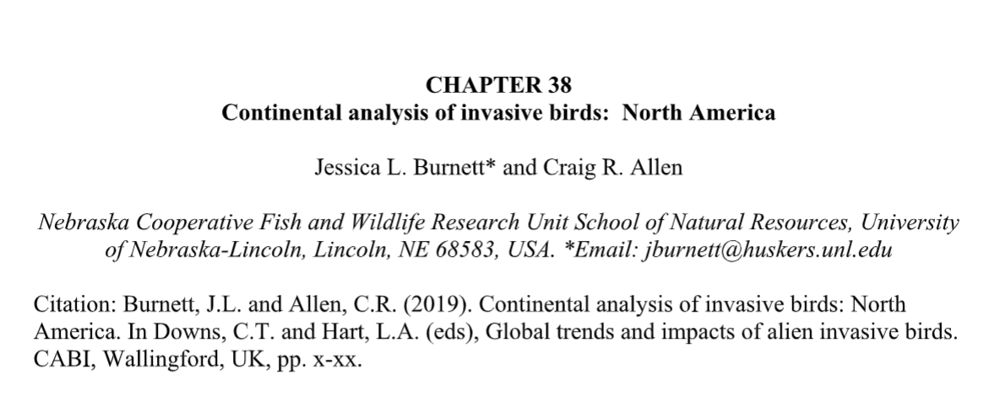 CHAPTER 38
Continental analysis of invasive birds:  North America
Jessica L. Burnett* and Craig R. Allen
Nebraska Cooperative Fish and Wildlife Research Unit School of Natural Resources, University
of Nebraska-Lincoln, Lincoln, NE 68583, USA. *Email: jburnett@huskers.unl.edu
Citation: Burnett, J.L. and Allen, C.R. (2019). Continental analysis of invasive birds: North
America. In Downs, C.T. and Hart, L.A. (eds), Global trends and impacts of alien invasive birds.
CABI, Wallingford, UK, pp. x-xx.